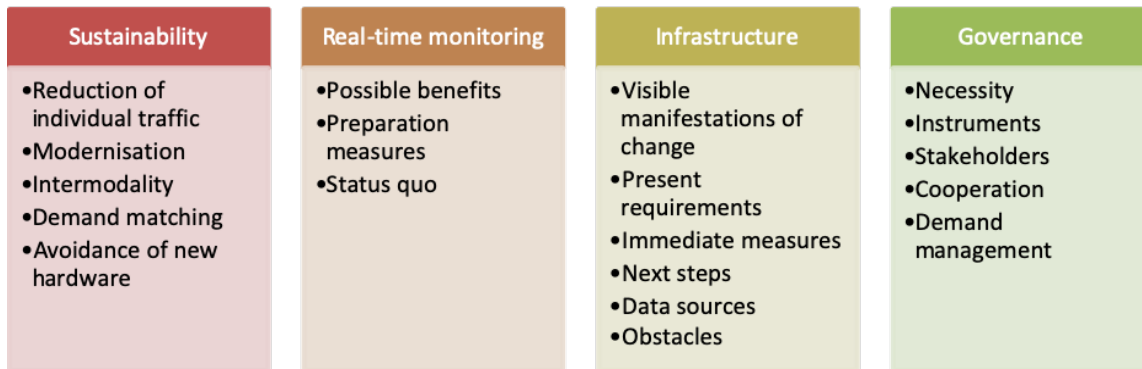 Sustainability
•Reduction of
individual traffic
•Modernisation
•Intermodality
•Demand matching
•Avoidance of new
hardware
Real-time monitoring
•Possible benefits
•Preparation
measures
•Status quo
Infrastructure
•Visible
manifestations of
change
•Present
requirements
•Immediate measures
•Next steps
•Data sources
•Obstacles
Governance
•Necessity
•Instruments
•Stakeholders
•Cooperation
•Demand
management